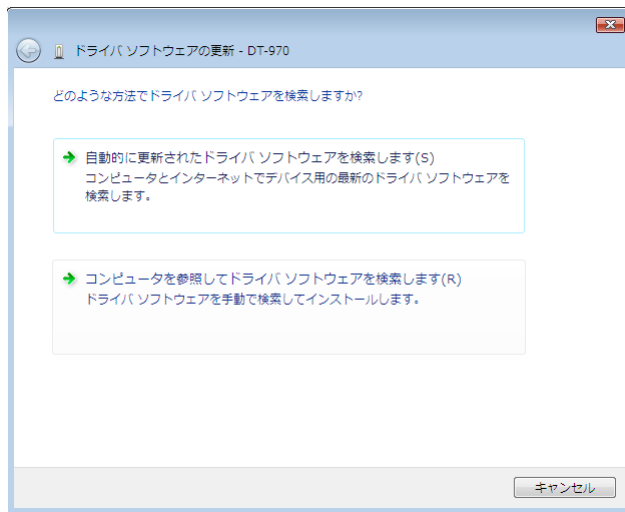 ドライバ ソフトウェアの更新 - DT-970
どのような方法でドライバ ソフトウェアを検索しますか?
自動的に更新されたドライバ ソフトウェアを検索します(S)
コンピュータとインターネットでデバイス用の最新のドライバ ソフトウェアを
検索します。
コンピュータを参照してドライバ ソフトウェアを検索します(R)
ドライバ ソフトウェアを手動で検索してインストールします。
キャンセル